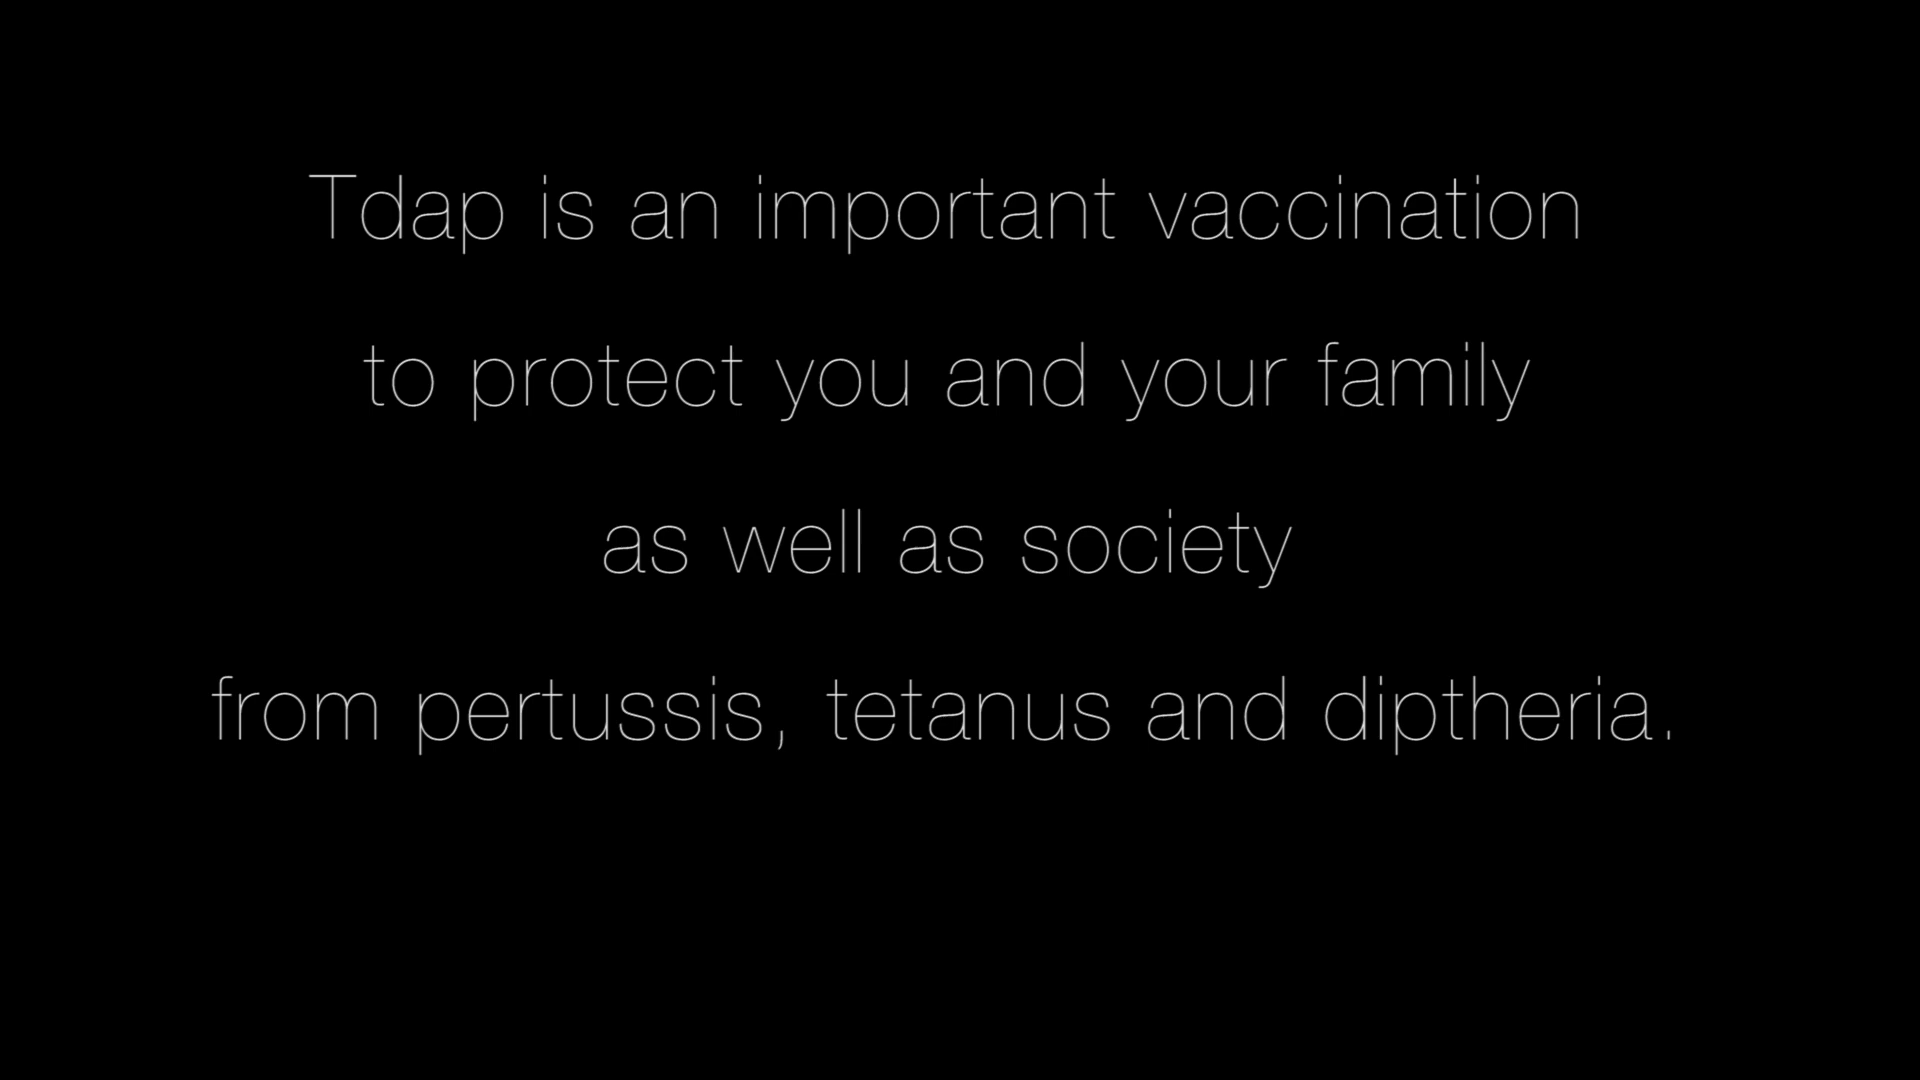 Tdap is an important vaccination
to protect you and your family
as well as society
from pertussis, tetanus and diptheria.